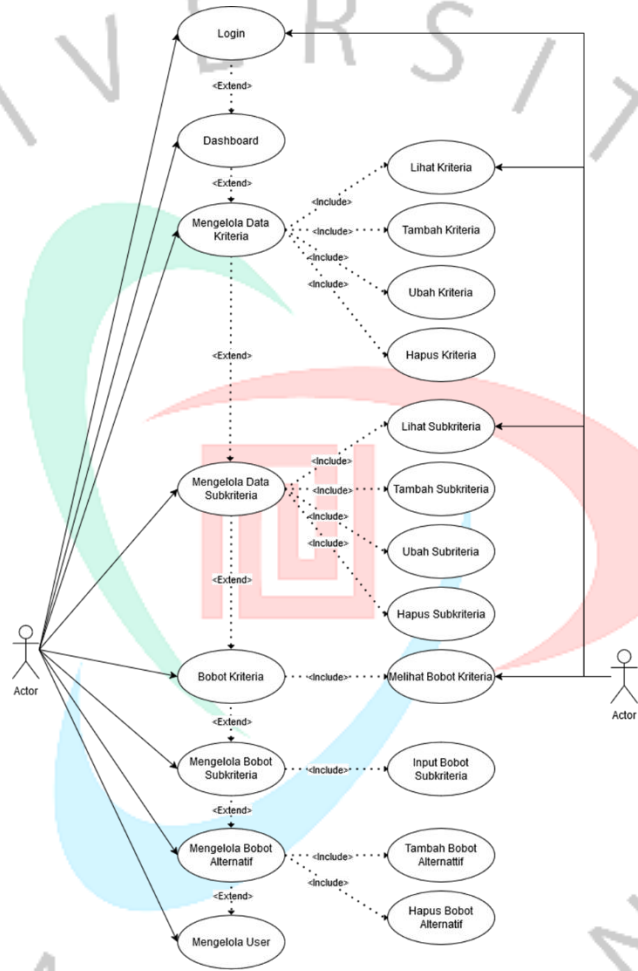 VERSIT
Login
<Extend>
Dashboard
<Extend>
Mengelola Data
Kriteria
<Include>
<Include>
<Include>
<Include>
Lihat Kriteria
Tambah Kriteria
Ubah Kriteria
Hapus Kriteria
<Extend>
Mengelola Data
Subkriteria
<Include>
<Include>
<Include>
<Include>
Lihat Subkriteria
Tambah Subkriteria
Ubah Subriteria
Hapus Subkriteria
<Extend>
Actor
Bobot Kriteria
<Include>
Melihat Bobot Kriteria
Actor
<Extend>
Mengelola Bobot
Subkriteria
<Include>
Input Bobot
Subkriteria
<Extend>
Mengelola Bobot
Alternatif
<Include>
<Include>
Tambah Bobot
Alternattif
Hapus Bobot
Alternatif
<Extend>
Mengelola User